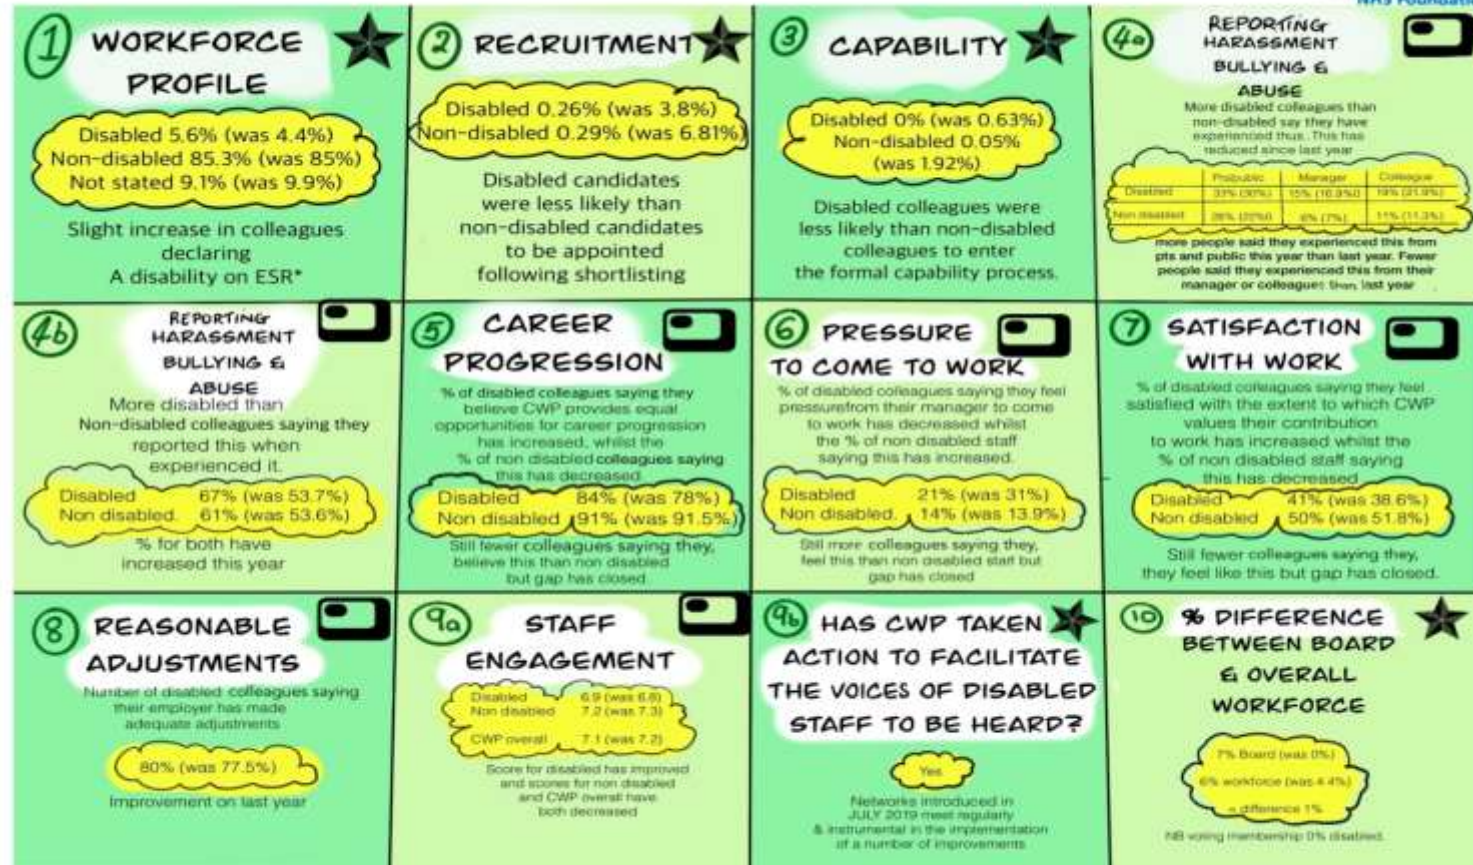 NHS Foundatio
1 WORKFORCE
PROFILE
Disabled 5.6% (was 4.4%)
Non-disabled 85.3% (was 85%)
Not stated 9.1% (was 9.9%)
Slight increase in colleagues
declaring
A disability on ESR*
2 RECRUITMENT
Disabled 0.26% (was 3.8%)
Non-disabled 0.29% (was 6.81%)
Disabled candidates
were less likely than
non-disabled candidates
to be appointed
following shortlisting
3 CAPABILITY
Disabled 0% (was 0.63%)
Non-disabled 0.05%
(was 1.92%)
Disabled colleagues were
less likely than non-disabled
colleagues to enter
the formal capability process.
4a REPORTING
HARASSMENT
BULLYING &
ABUSE
More disabled colleagues than
non-disabled say they have
experienced thus. This has
reduced since last year
Manager Colleague
Disabled 33% (30%) 15% (16.9%) 19% (21.9%)
Non disabled 26% (22%) 6% (7%) 11% (11.3%)
more people said they experienced this from
pts and public this year than last year. Fewer
people said they experienced this from their
manager or colleagues than last year
4b REPORTING
HARASSMENT
BULLYING &
ABUSE
More disabled than
Non-disabled colleagues saying they
reported this when
experienced it.
Disabled 67% (was 53.7%)
Non disabled. 61% (was 53.6%)
% for both have
increased this year
5 CAREER
PROGRESSION
% of disabled colleagues saying they
believe CWP provides equal
opportunities for career progression
has increased, whilst the
% of non disabled colleagues saying
this has decreased
Disabled 84% (was 78%)
Non disabled 91% (was 91.5%)
Still fewer colleagues saying they,
believe this than non disabled
but gap has closed
6 PRESSURE
TO COME TO WORK
% of disabled colleagues saying they feel
pressurefrom their manager to come
to work has decreased whilst
the % of non disabled staff
saying this has increased.
Disabled 21% (was 31%)
Non disabled. 14% (was 13.9%)
Still more colleagues saying they,
feel this than non disabled staff but
gap has closed
7 SATISFACTION
WITH WORK
% of disabled colleagues saying they feel
satisfied with the extent to which CWP
values their contribution
to work has increased whilst the
% of non disabled staff saying
this has decreased
Disabled 41% (was 38.6%)
Non disabled 50% (was 51.8%)
Still fewer colleagues saying they,
they feel like this but gap has closed.
8 REASONABLE
ADJUSTMENTS
Number of disabled colleagues saying
their employer has made
adequate adjustments
80% (was 77.5%)
Improvement on last year
9a STAFF
ENGAGEMENT
Disabled 6.9 (was 6.8)
Non disabled 7.2 (was 7.3)
CWP overall 7.1 (was 7.2)
Score for disabled has improved
and scores for non disabled
and CWP overall have
both decreased
9b HAS CWP TAKEN
ACTION TO FACILITATE
THE VOICES OF DISABLED
STAFF TO BE HEARD?
Yes
Networks introduced in
JULY 2019 meet regularly
& instrumental in the implementation
of a number of improvements
10 % DIFFERENCE
BETWEEN BOARD
& OVERALL
WORKFORCE
7% Board (was 0%)
6% workforce (was 4.4%)
= difference 1%
NB voting membership 0% disabled.